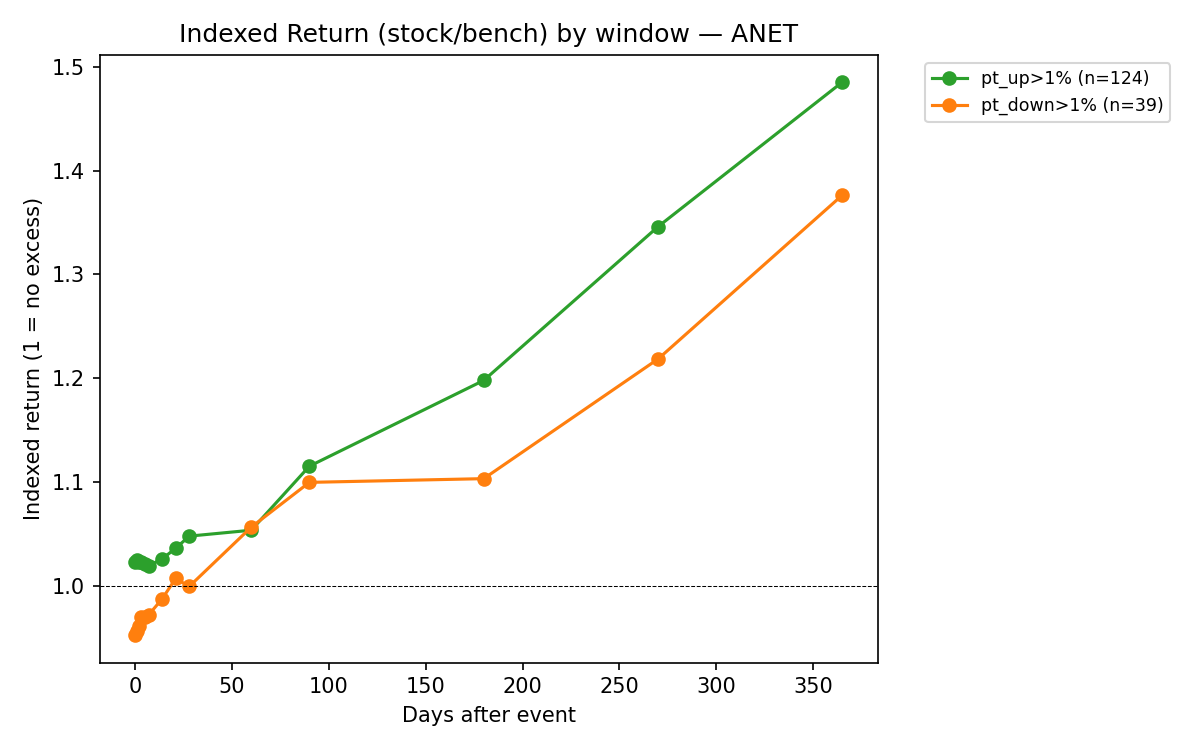 Indexed Return (stock/bench) by window — ANET
pt_up>1% (n=124)
pt_down>1% (n=39)
Indexed return (1 = no excess)
1.5
1.4
1.3
1.2
1.1
1.0
0 50 100 150 200 250 300 350
Days after event